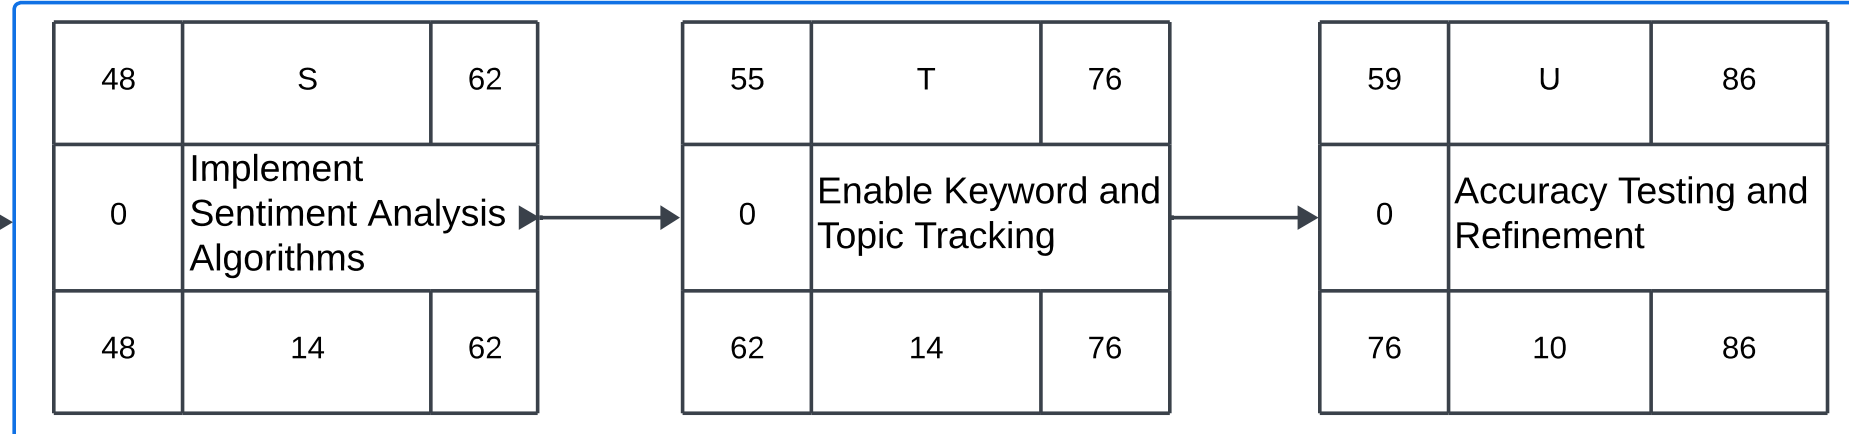 48 S 62
0 Implement
Sentiment Analysis
Algorithms
48 14 62
55 T 76
0 Enable Keyword and
Topic Tracking
62 14 76
59 U 86
0 Accuracy Testing and
Refinement
76 10 86